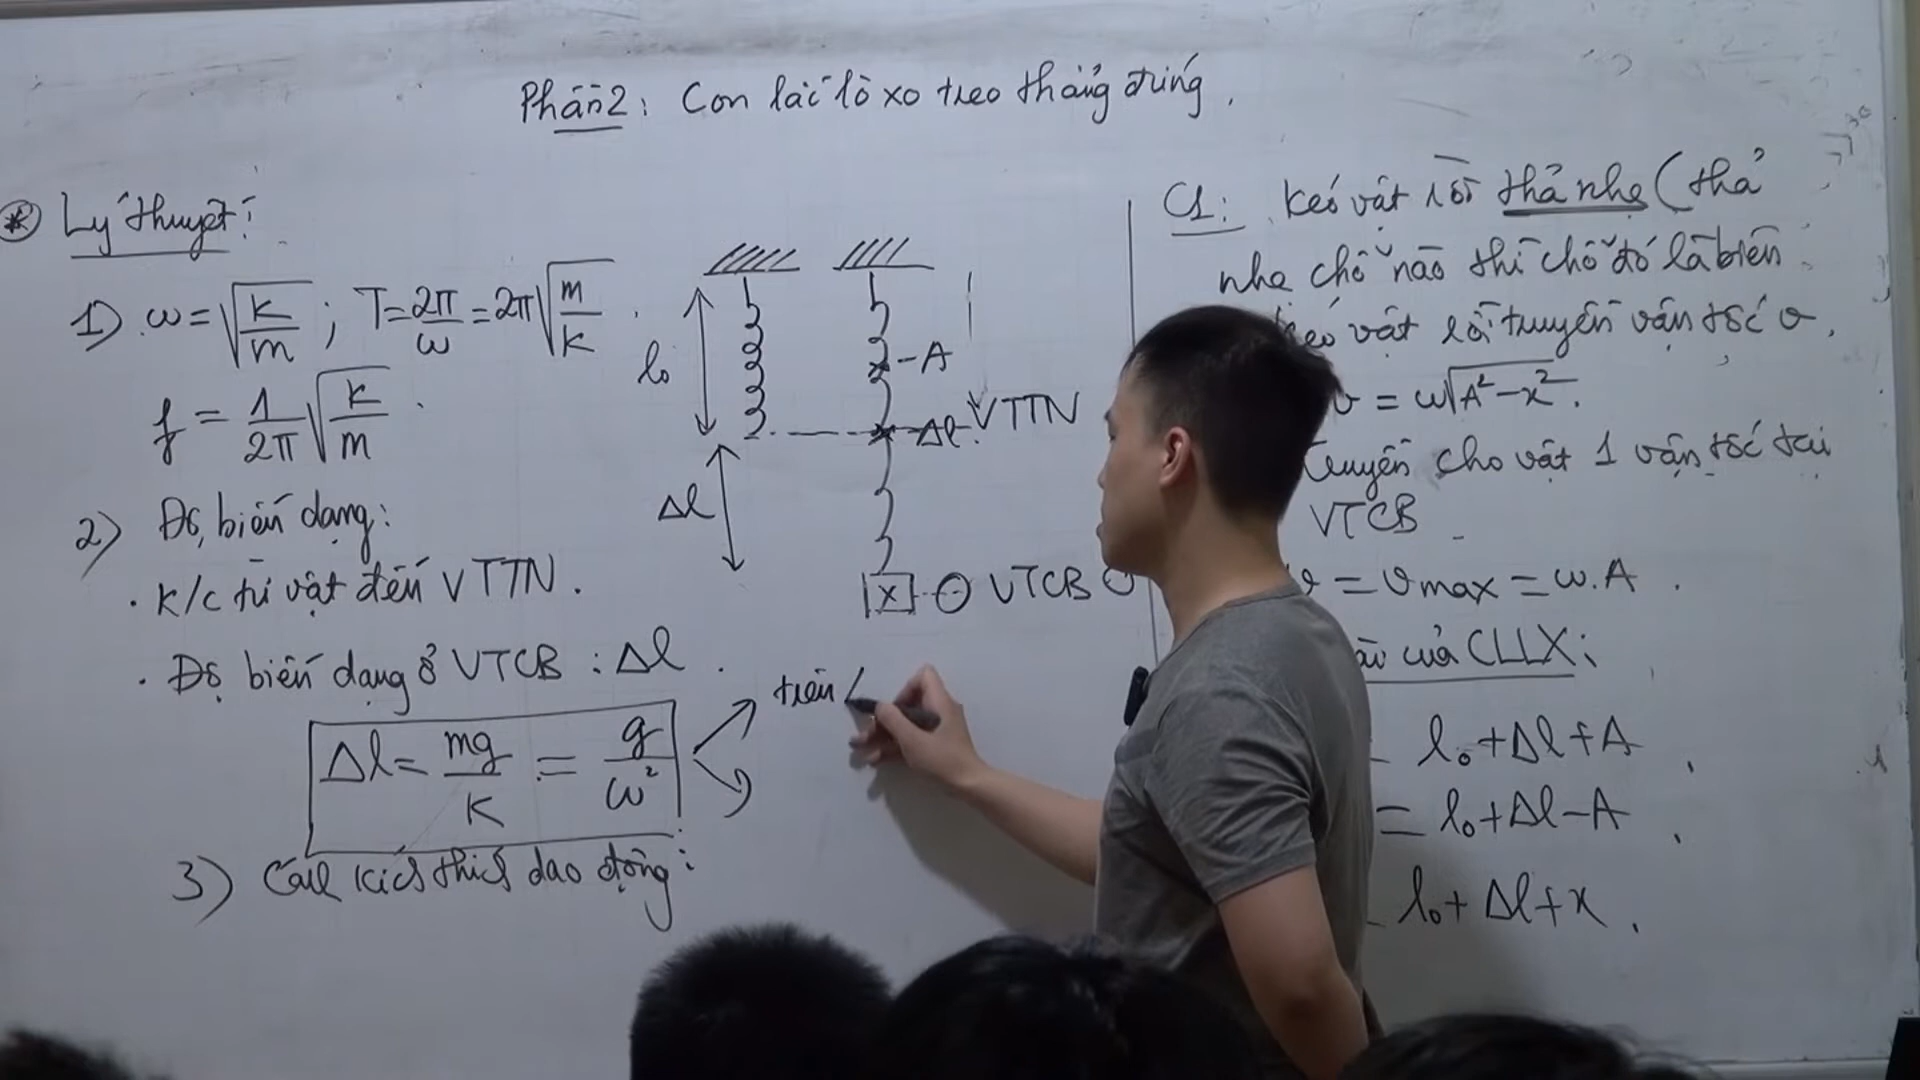 Phần 2: Con lắc lò xo treo thẳng đứng.
* Lý thuyết:
1) ω = √(k/m) ; T = 2π/ω = 2π√(m/k).
f = 1/2π √(k/m).
2) Độ biến dạng:
. K/c từ vật đến VTTN.
. Độ biến dạng ở VTCB : Δl.
Δl = mg/K = g/ω²
3) Các kích thích dao động:
l₀
Δl
-A
-Δl
VTTN
x
O VTCB O
trên
C1: Kéo vật rồi thả nhẹ (thả
nhẹ chỗ nào thì chỗ đó là biên
vật rồi truyền vận tốc v.
v = ω√(A²-x²).
truyền cho vật 1 vận tốc tại
VTCB
= vmax = ω.A.
của CLLX:
l₀+Δl+A
= l₀+Δl-A
l₀+Δl+x.